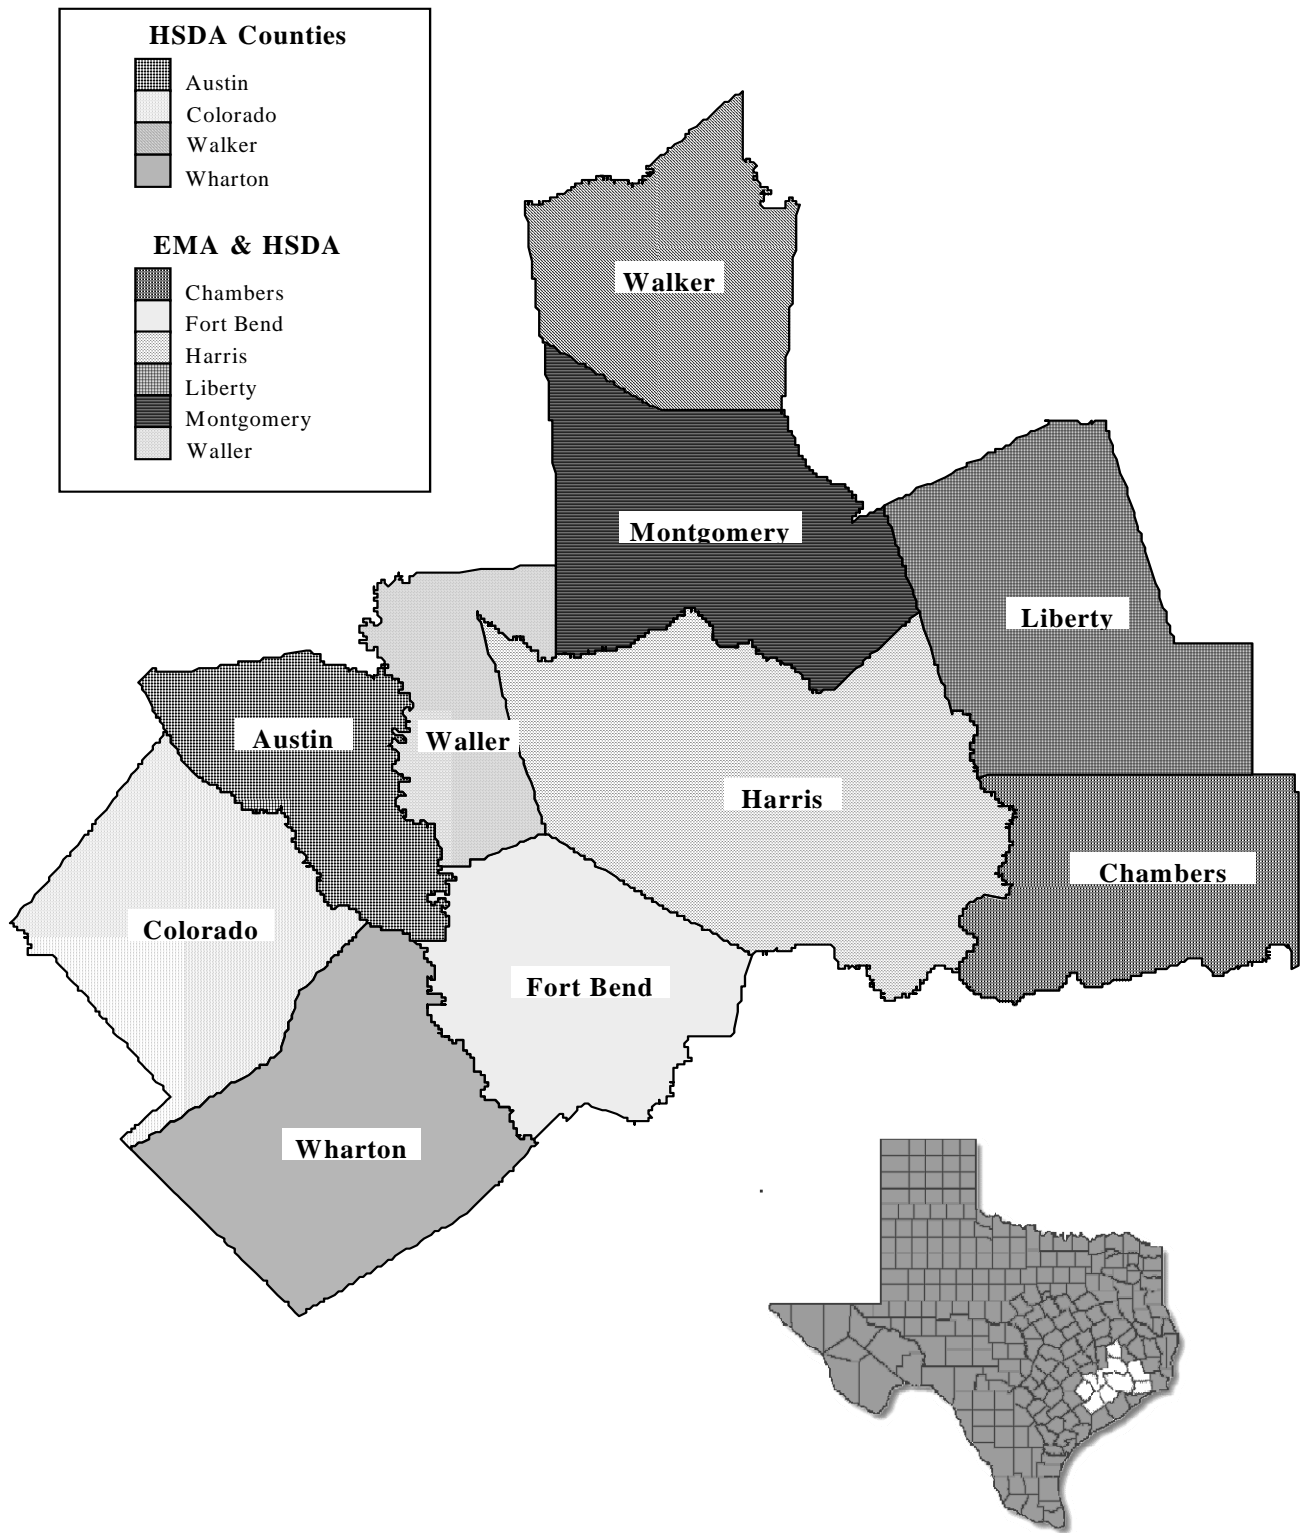 HSDA Counties
Austin
Colorado
Walker
Wharton
EMA & HSDA
Chambers
Fort Bend
Harris
Liberty
Montgomery
Waller
Walker
Montgomery
Liberty
Austin
Waller
Harris
Chambers
Colorado
Fort Bend
Wharton